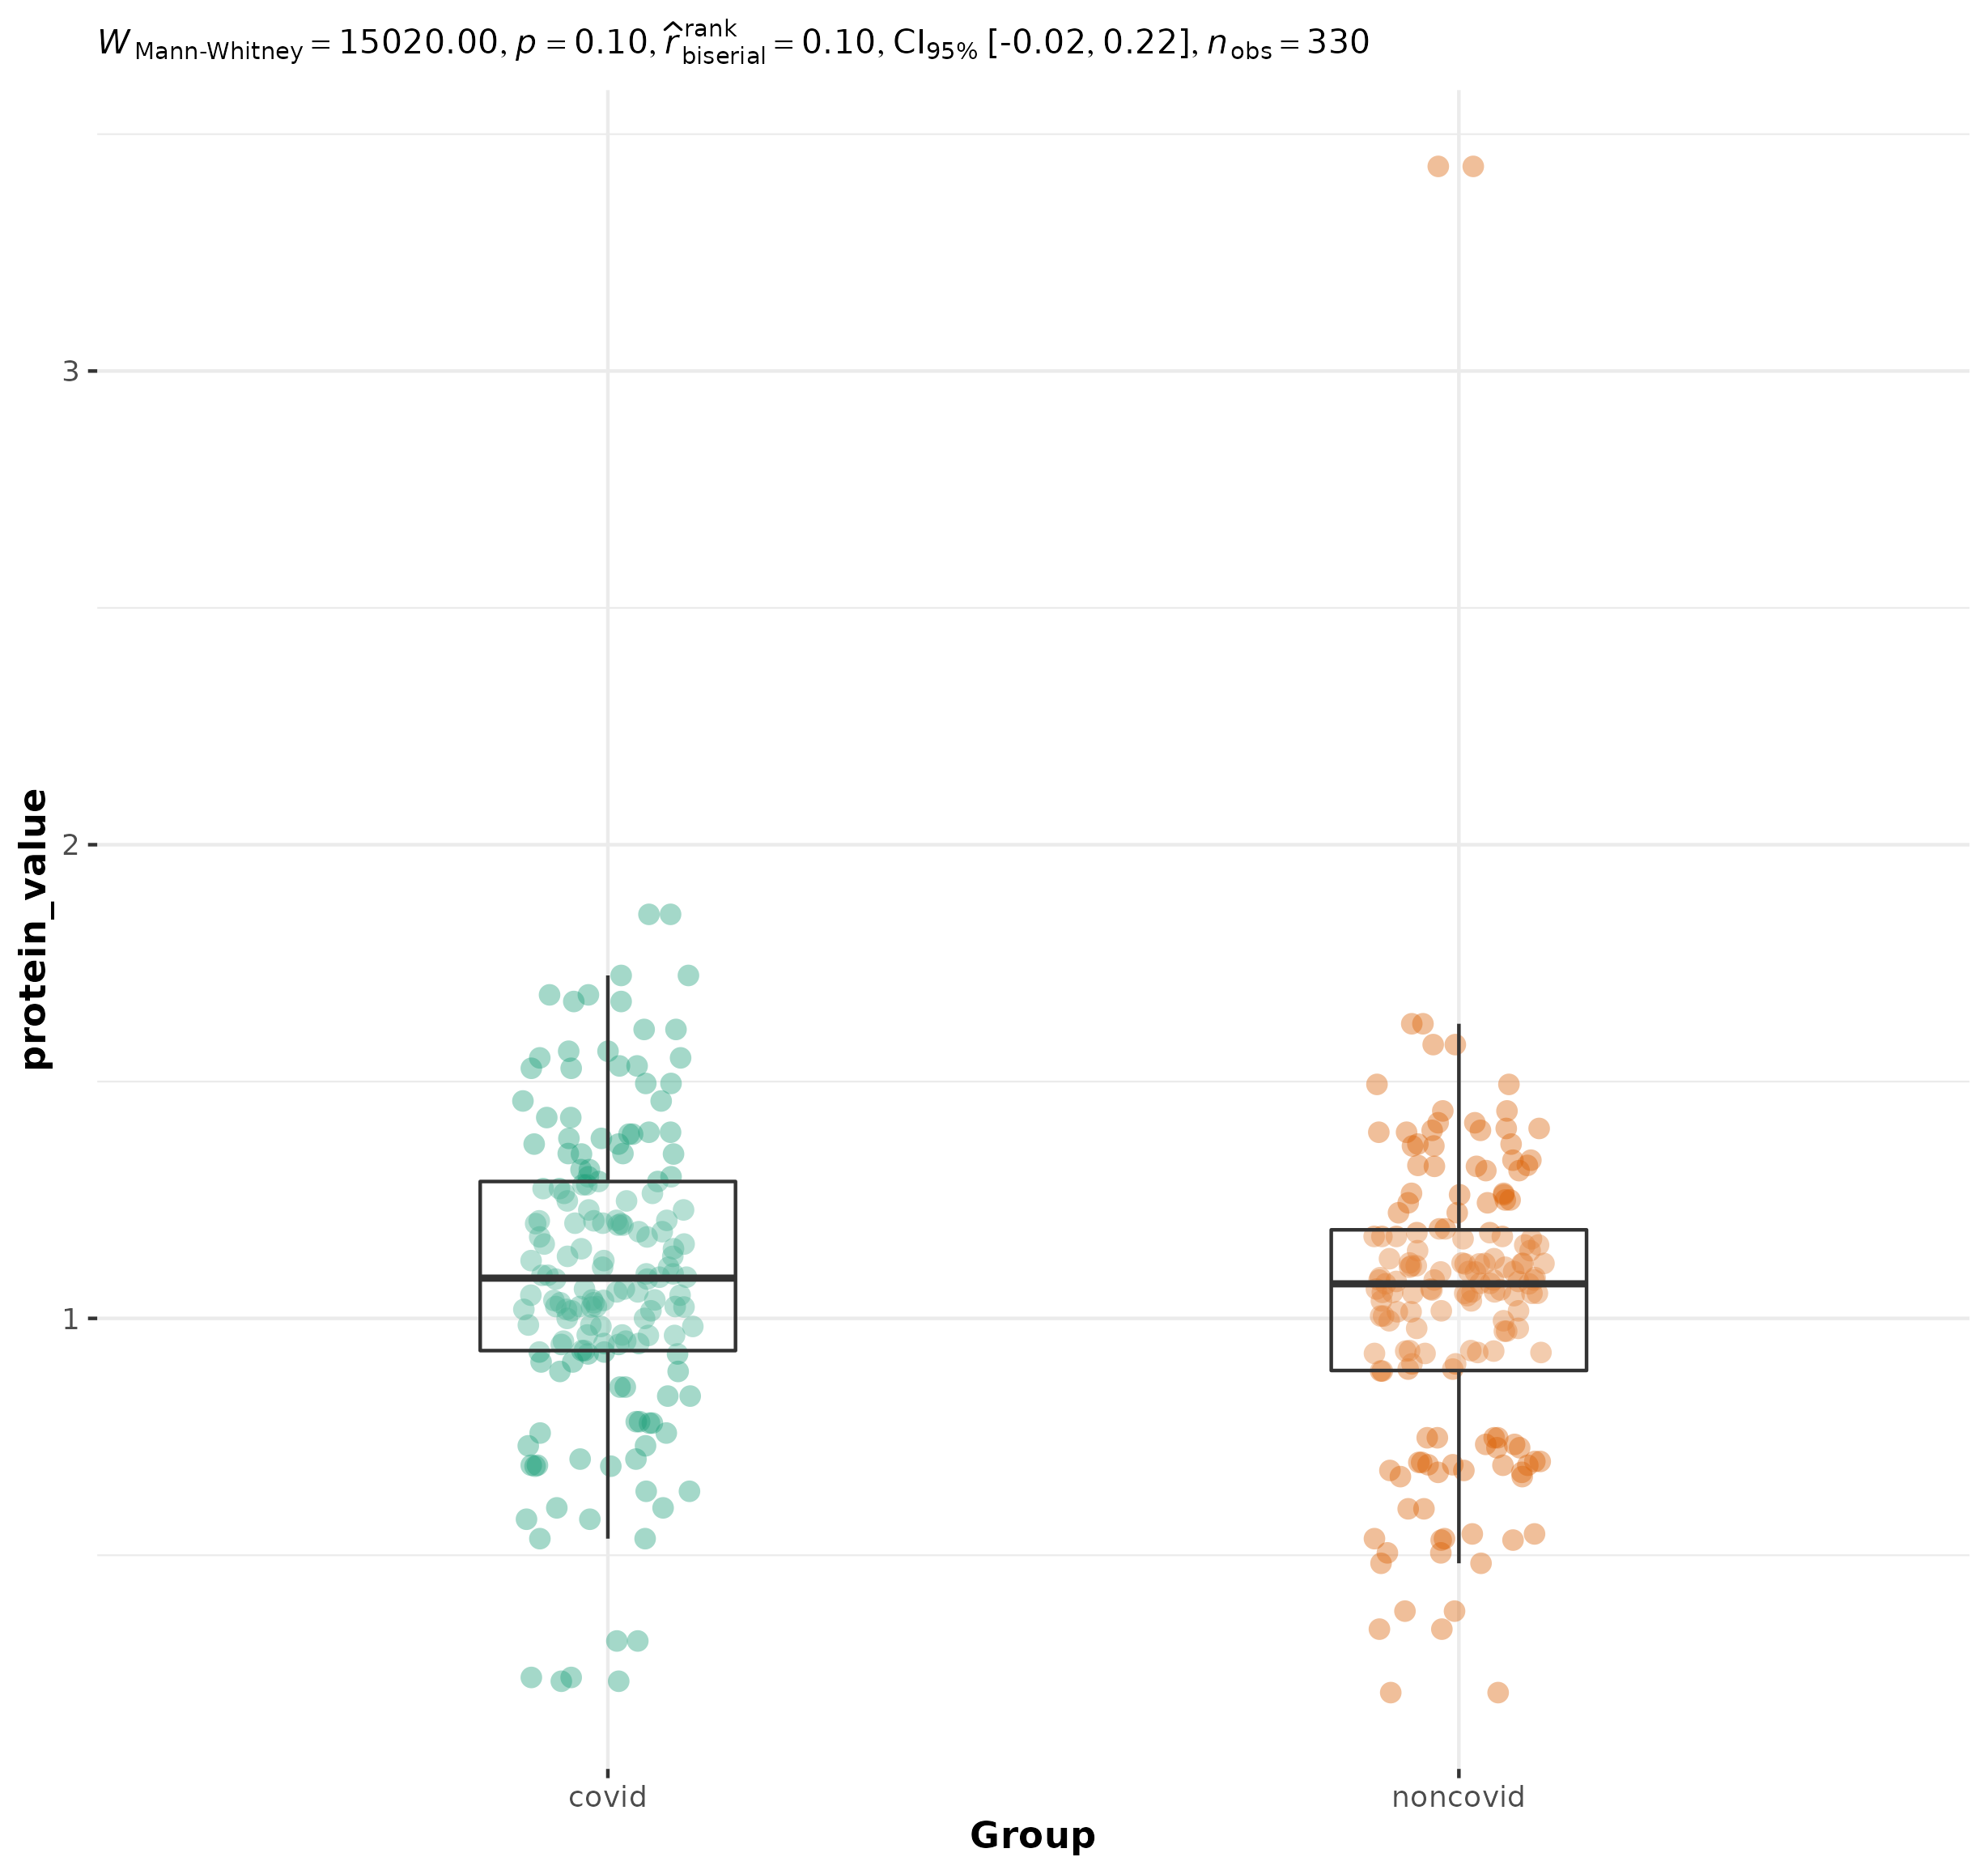 W Mann-Whitney = 15020.00, p = 0.10, r̂ rank biserial = 0.10, CI95% [-0.02, 0.22], n obs = 330
3
2
1
protein_value
covid noncovid
Group